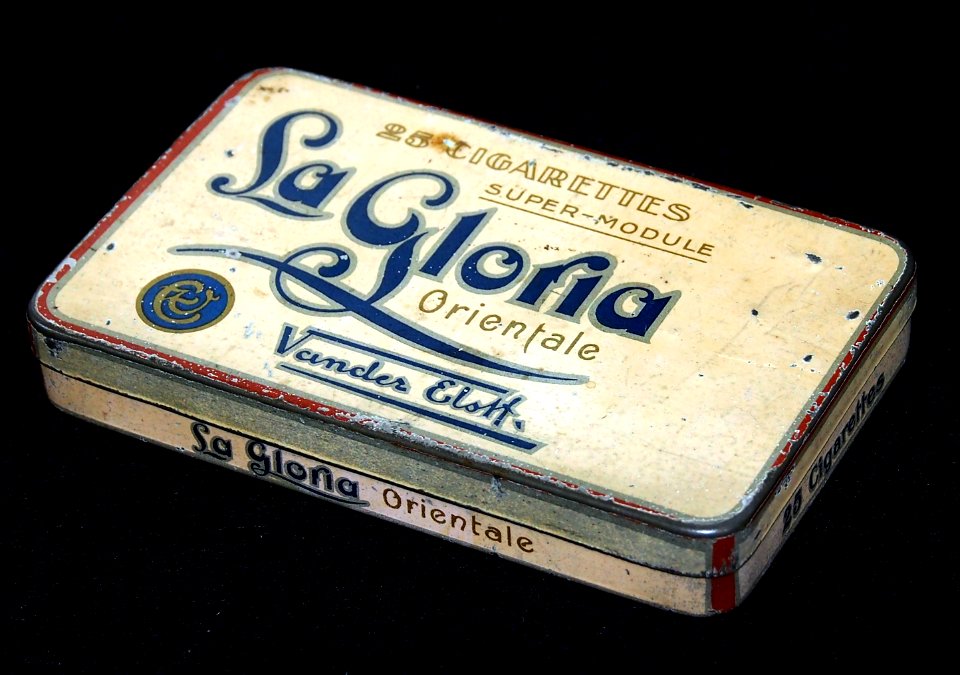 25 CIGARETTES
SUPER-MODULE
La Gloria
Orientale
Vander Elst
La Gloria Orientale
25 Cigarettes